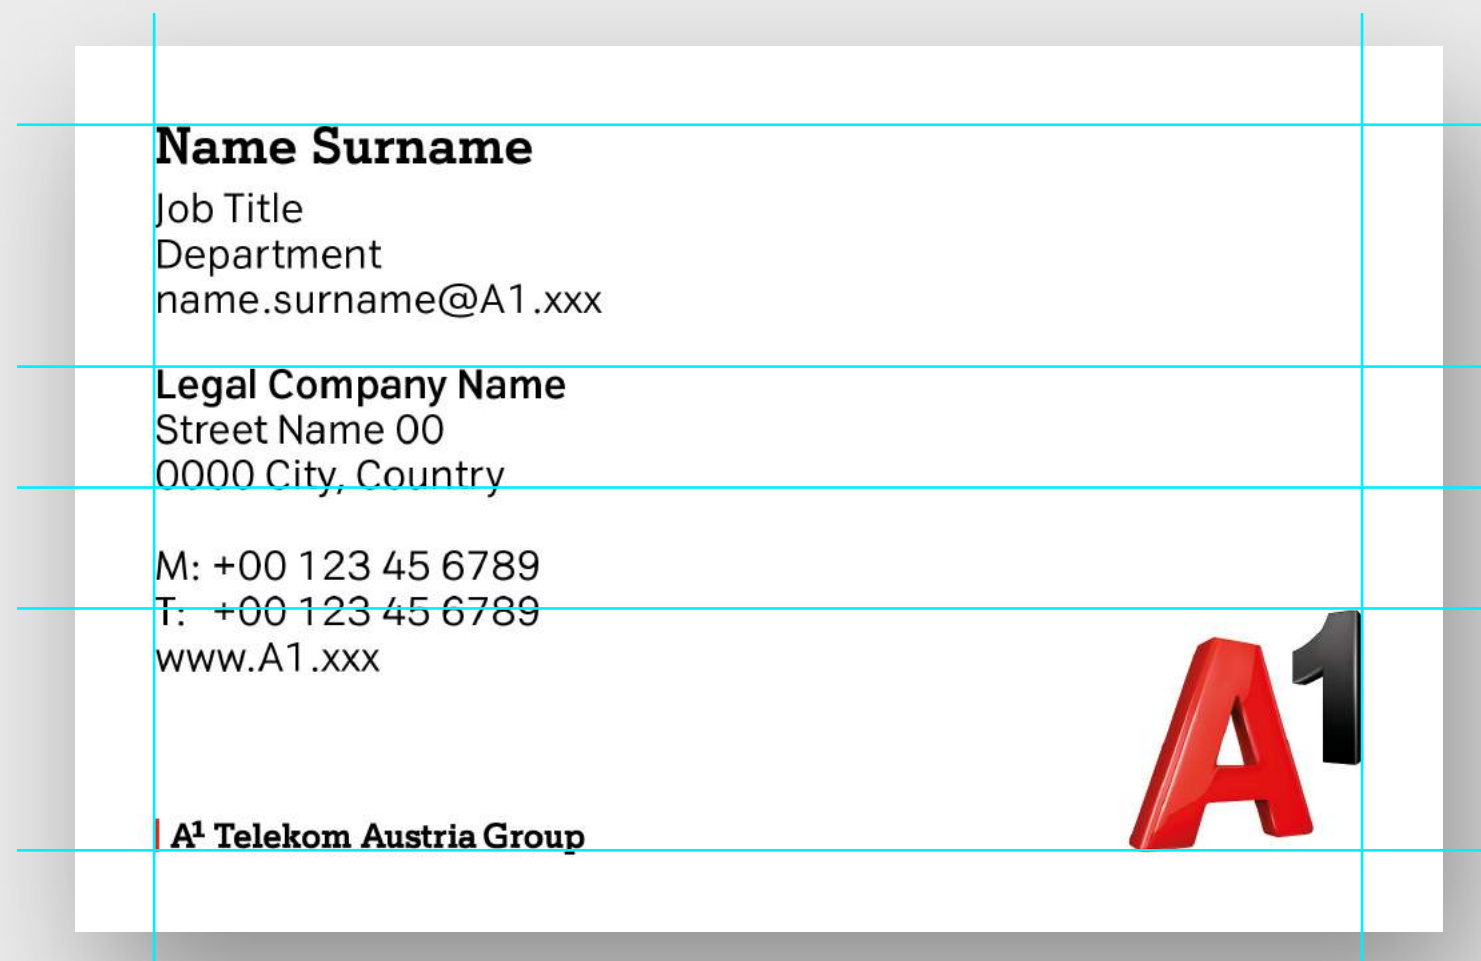 Name Surname
Job Title
Department
name.surname@A1.xxx
Legal Company Name
Street Name 00
0000 City, Country
M: +00 123 45 6789
T: +00 123 45 6789
www.A1.xxx
A1
A¹ Telekom Austria Group